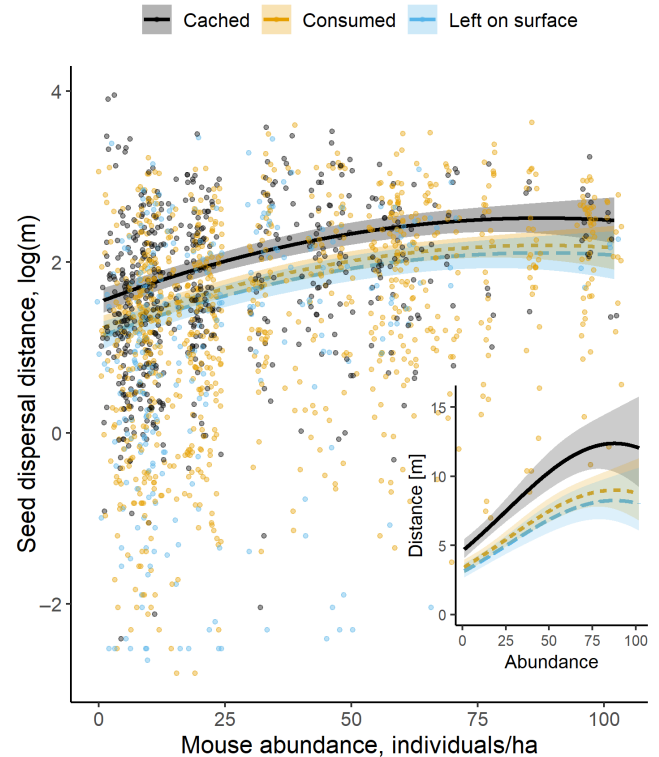 Cached Consumed Left on surface
4
2
0
−2
Seed dispersal distance, log(m)
0 25 50 75 100
Mouse abundance, individuals/ha
15
10
5
0
Distance [m]
0 25 50 75 100
Abundance